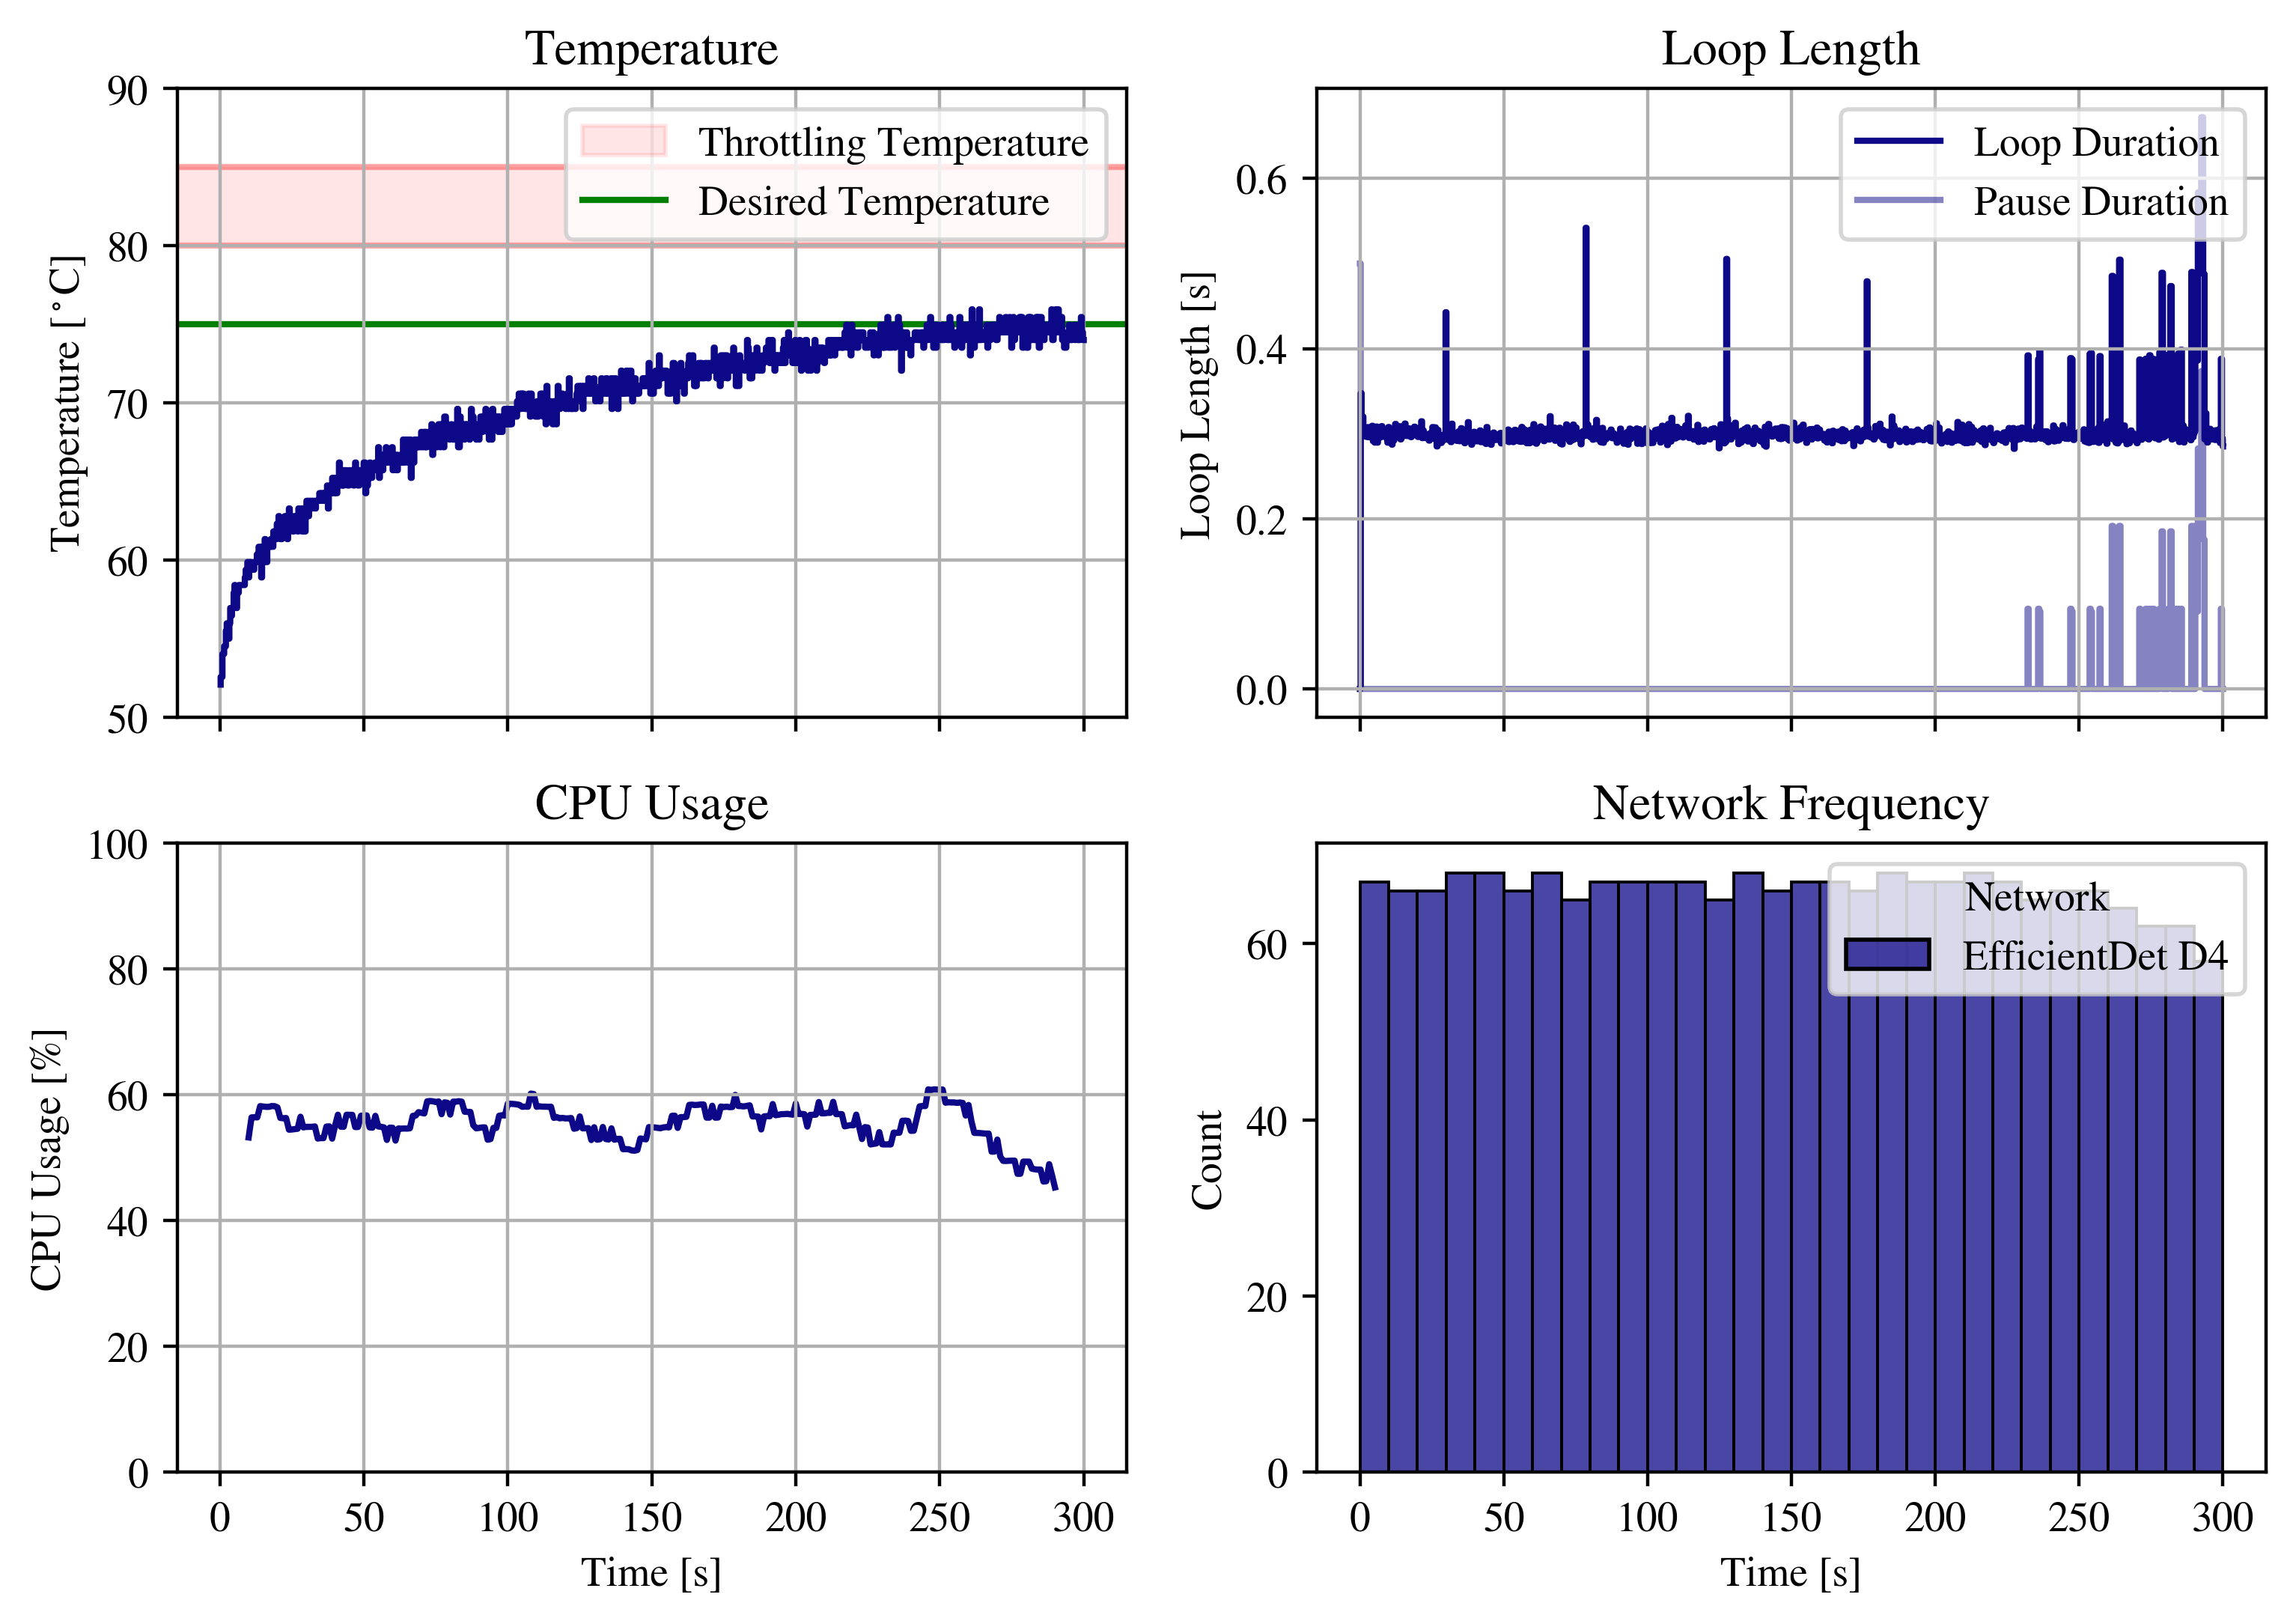 Temperature
90
80
70
60
50
Temperature [°C]
Throttling Temperature
Desired Temperature
Loop Length
0.6
0.4
0.2
0.0
Loop Length [s]
Loop Duration
Pause Duration
CPU Usage
100
80
60
40
20
0
CPU Usage [%]
0 50 100 150 200 250 300
Time [s]
Network Frequency
60
40
20
0
Count
Network
EfficientDet D4
0 50 100 150 200 250 300
Time [s]